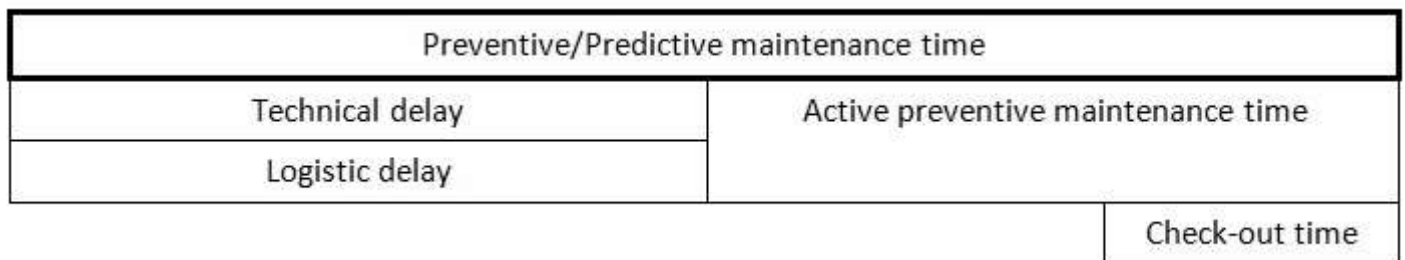 Preventive/Predictive maintenance time
Technical delay
Active preventive maintenance time
Logistic delay
Check-out time